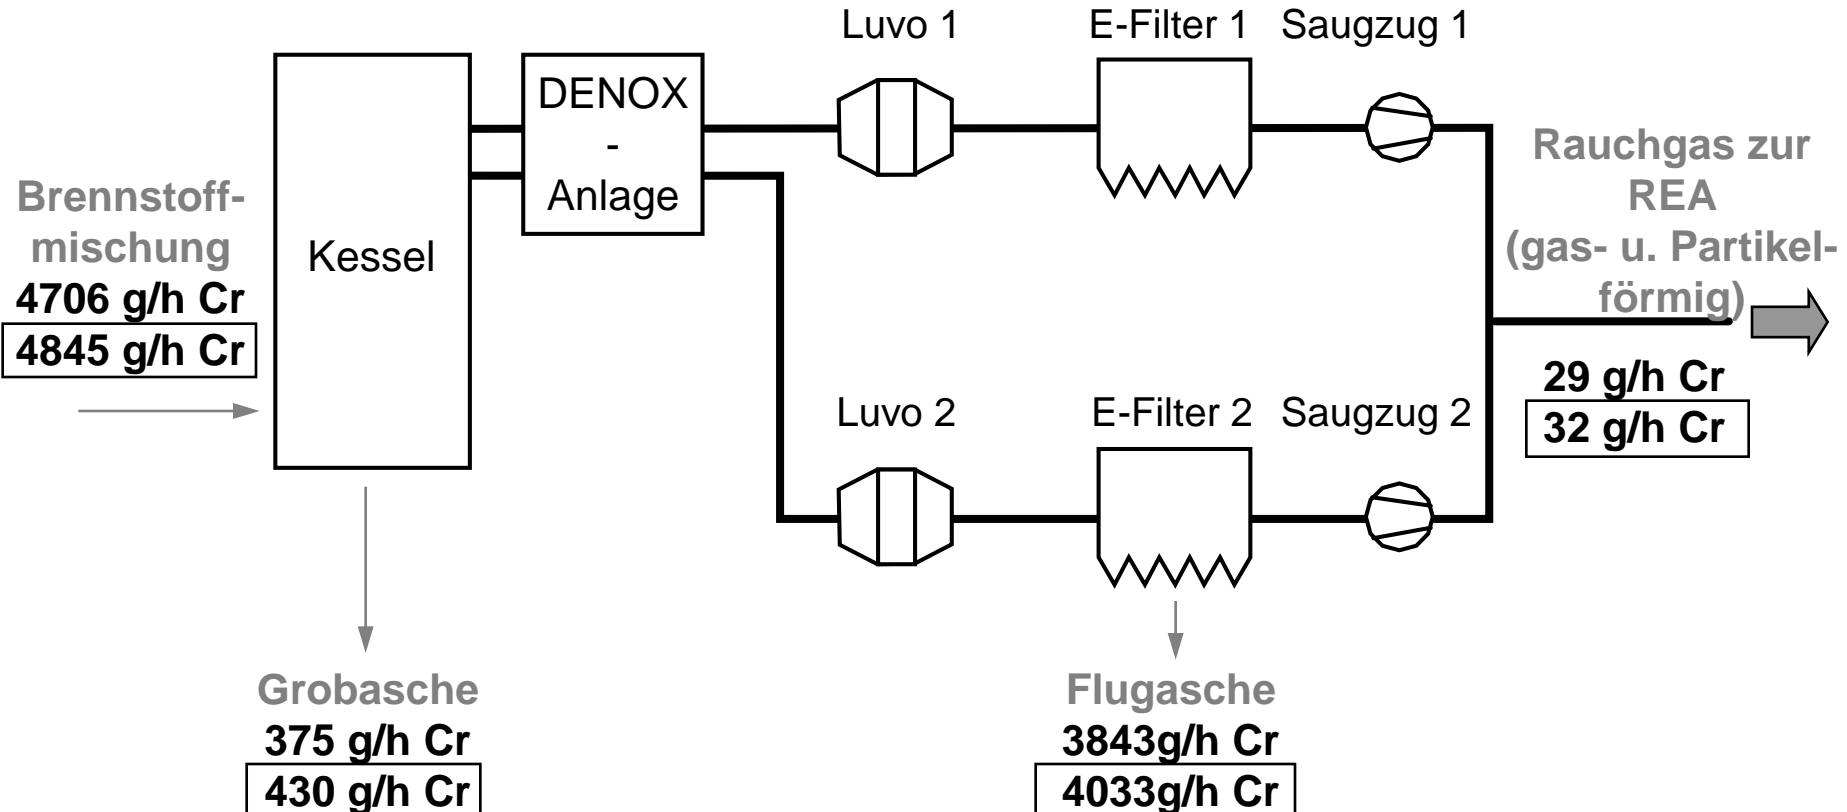 Luvo 1
E-Filter 1
Saugzug 1
DENOX
-
Anlage
Kessel
Brennstoff-
mischung
4706 g/h Cr
4845 g/h Cr
Rauchgas zur
REA
(gas- u. Partikel-
förmig)
29 g/h Cr
32 g/h Cr
Luvo 2
E-Filter 2
Saugzug 2
Grobasche
375 g/h Cr
430 g/h Cr
Flugasche
3843g/h Cr
4033g/h Cr